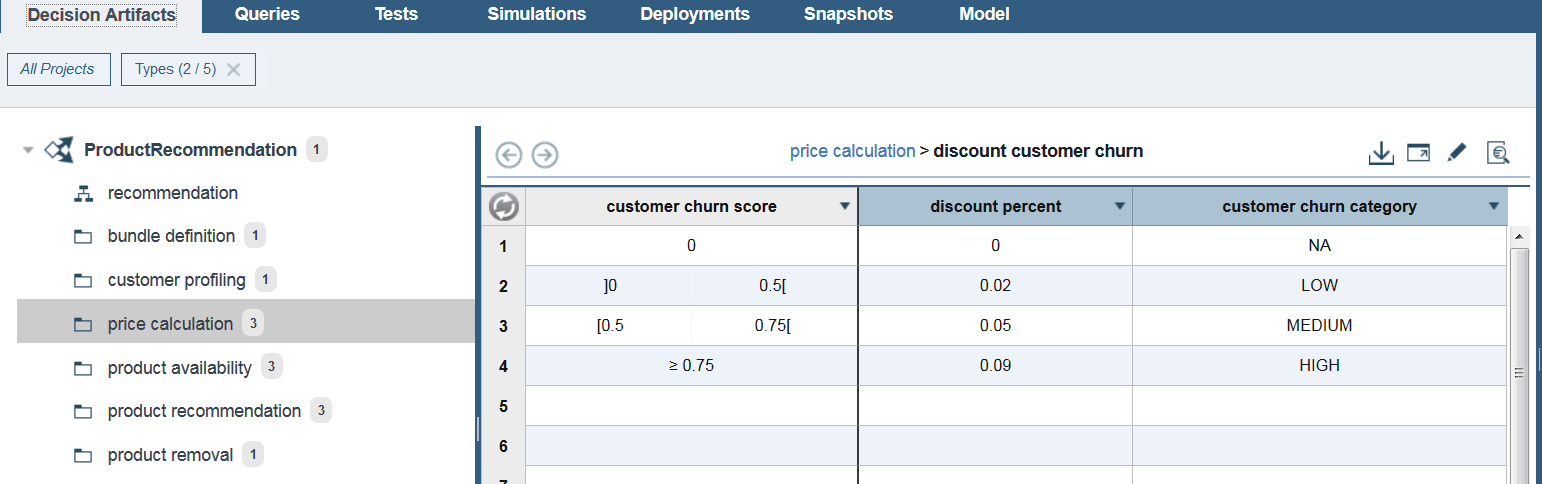 Decision Artifacts Queries Tests Simulations Deployments Snapshots Model
All Projects Types (2 / 5)
ProductRecommendation 1
recommendation
bundle definition 1
customer profiling 1
price calculation 3
product availability 3
product recommendation 3
product removal 1
price calculation > discount customer churn
customer churn score discount percent customer churn category
1 0 0 NA
2 ]0 0.5[ 0.02 LOW
3 [0.5 0.75[ 0.05 MEDIUM
4 ≥ 0.75 0.09 HIGH
5
6